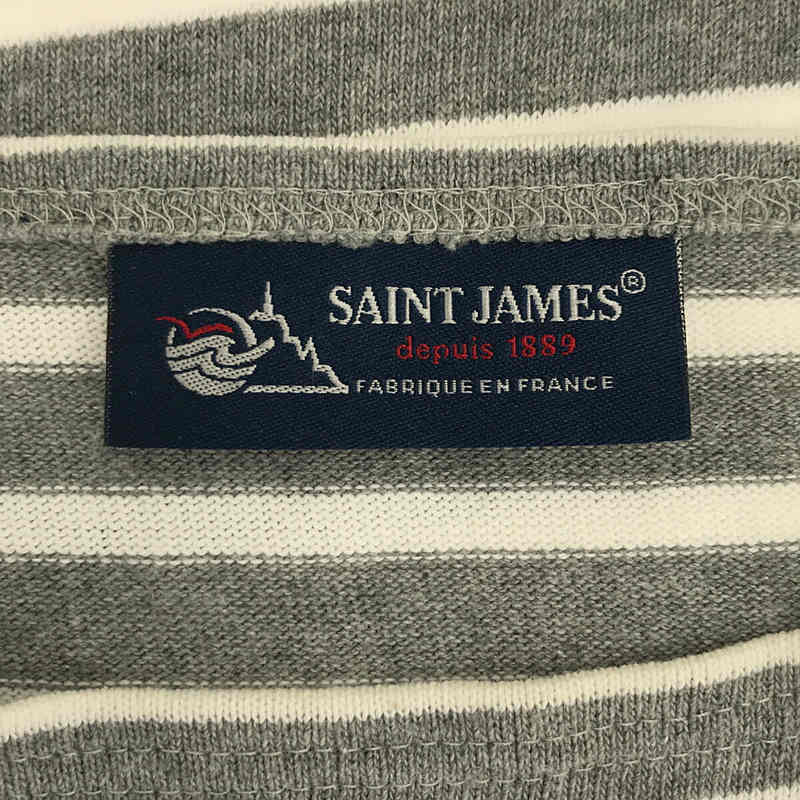 SAINT JAMES®
depuis 1889
FABRIQUE EN FRANCE